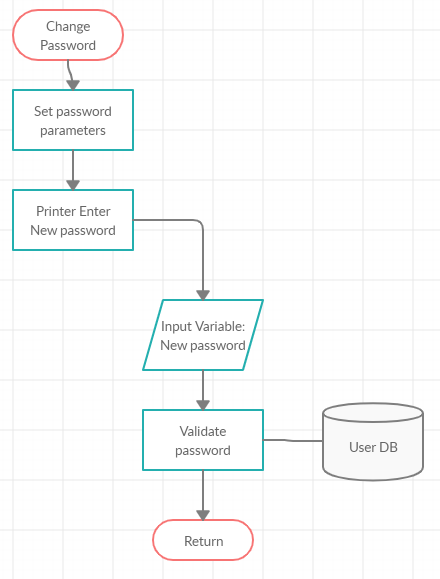 Change
Password
Set password
parameters
Printer Enter
New password
Input Variable:
New password
Validate
password
User DB
Return